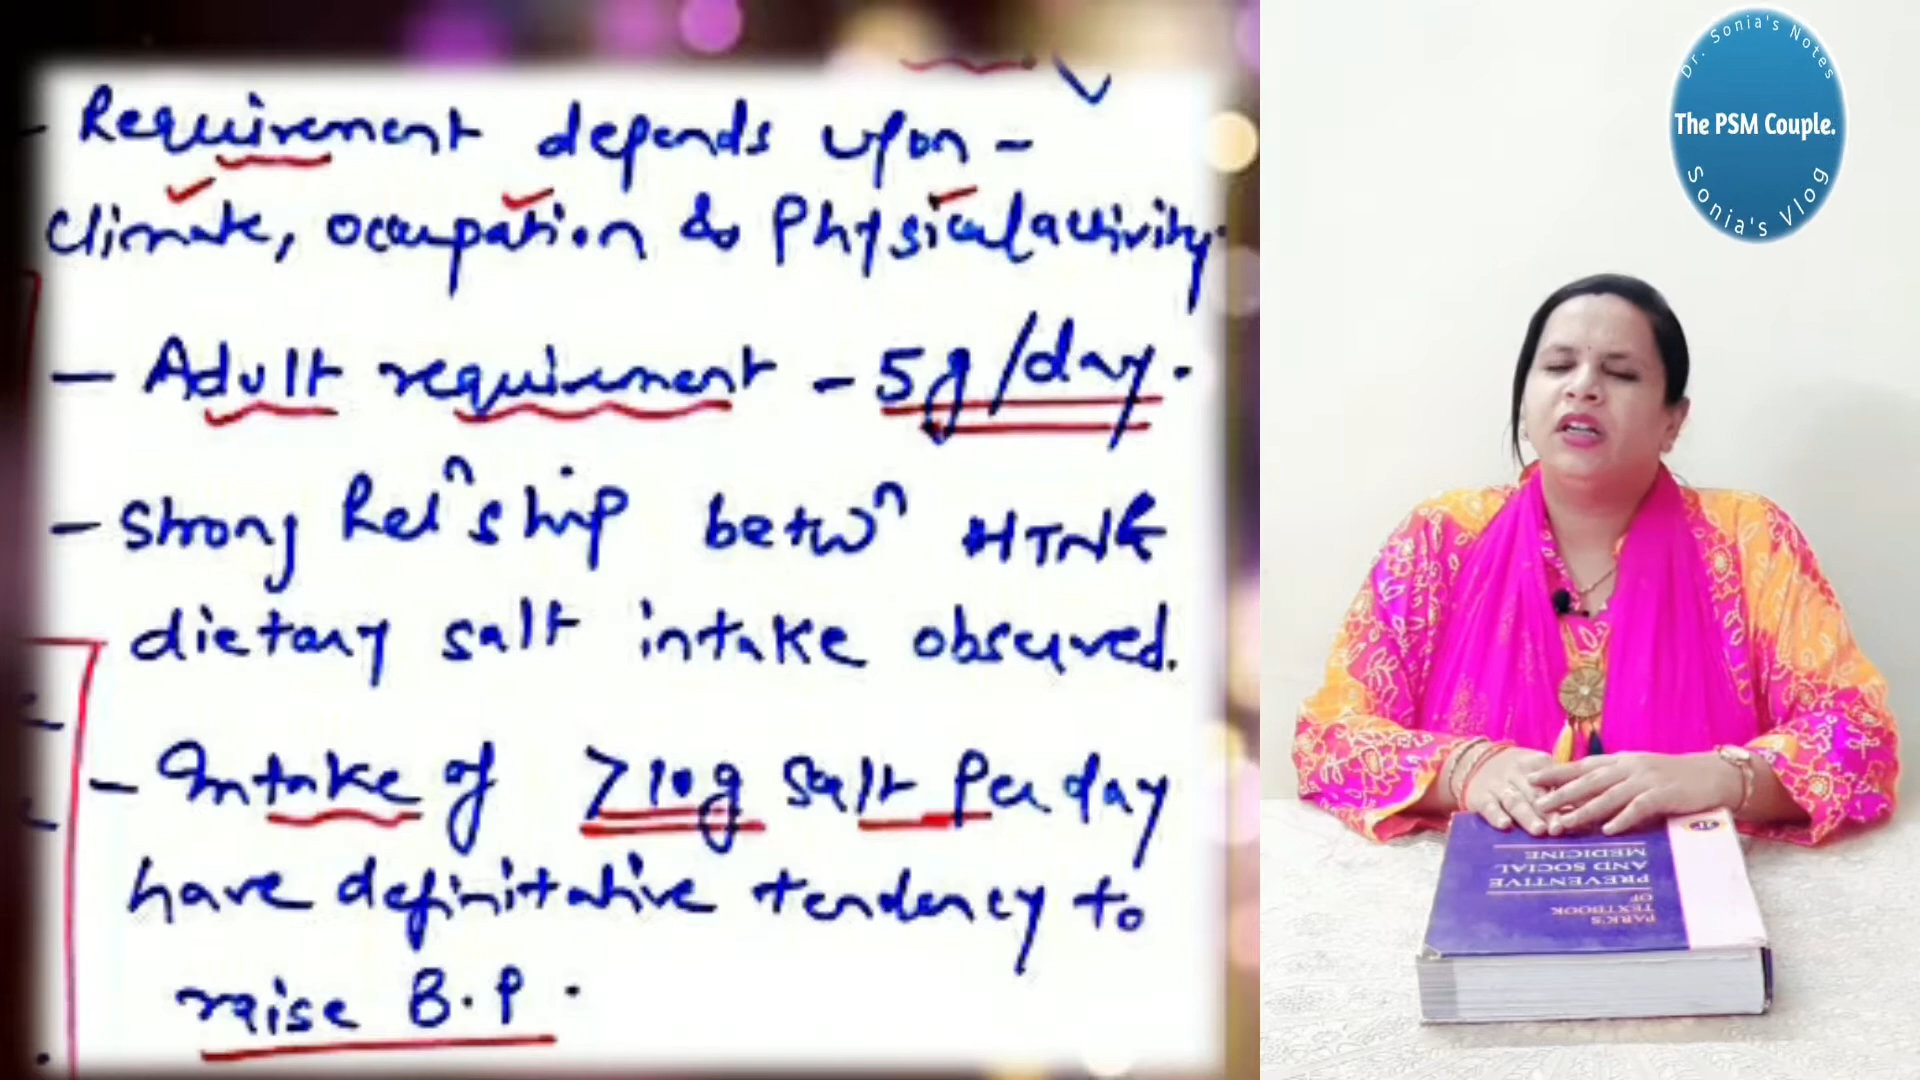 - Requirement depends upon -
climate, occupation & Physical activity.
- Adult requirement - 5g/day.
- Strong Relⁿship betwⁿ HTN &
dietary salt intake observed.
- Intake of >10g salt per day
have definitative tendency to
raise B.P.
Dr. Sonia's Notes
The PSM Couple.
Sonia's Vlog
PARK'S
TEXTBOOK
OF
PREVENTIVE
AND SOCIAL
MEDICINE